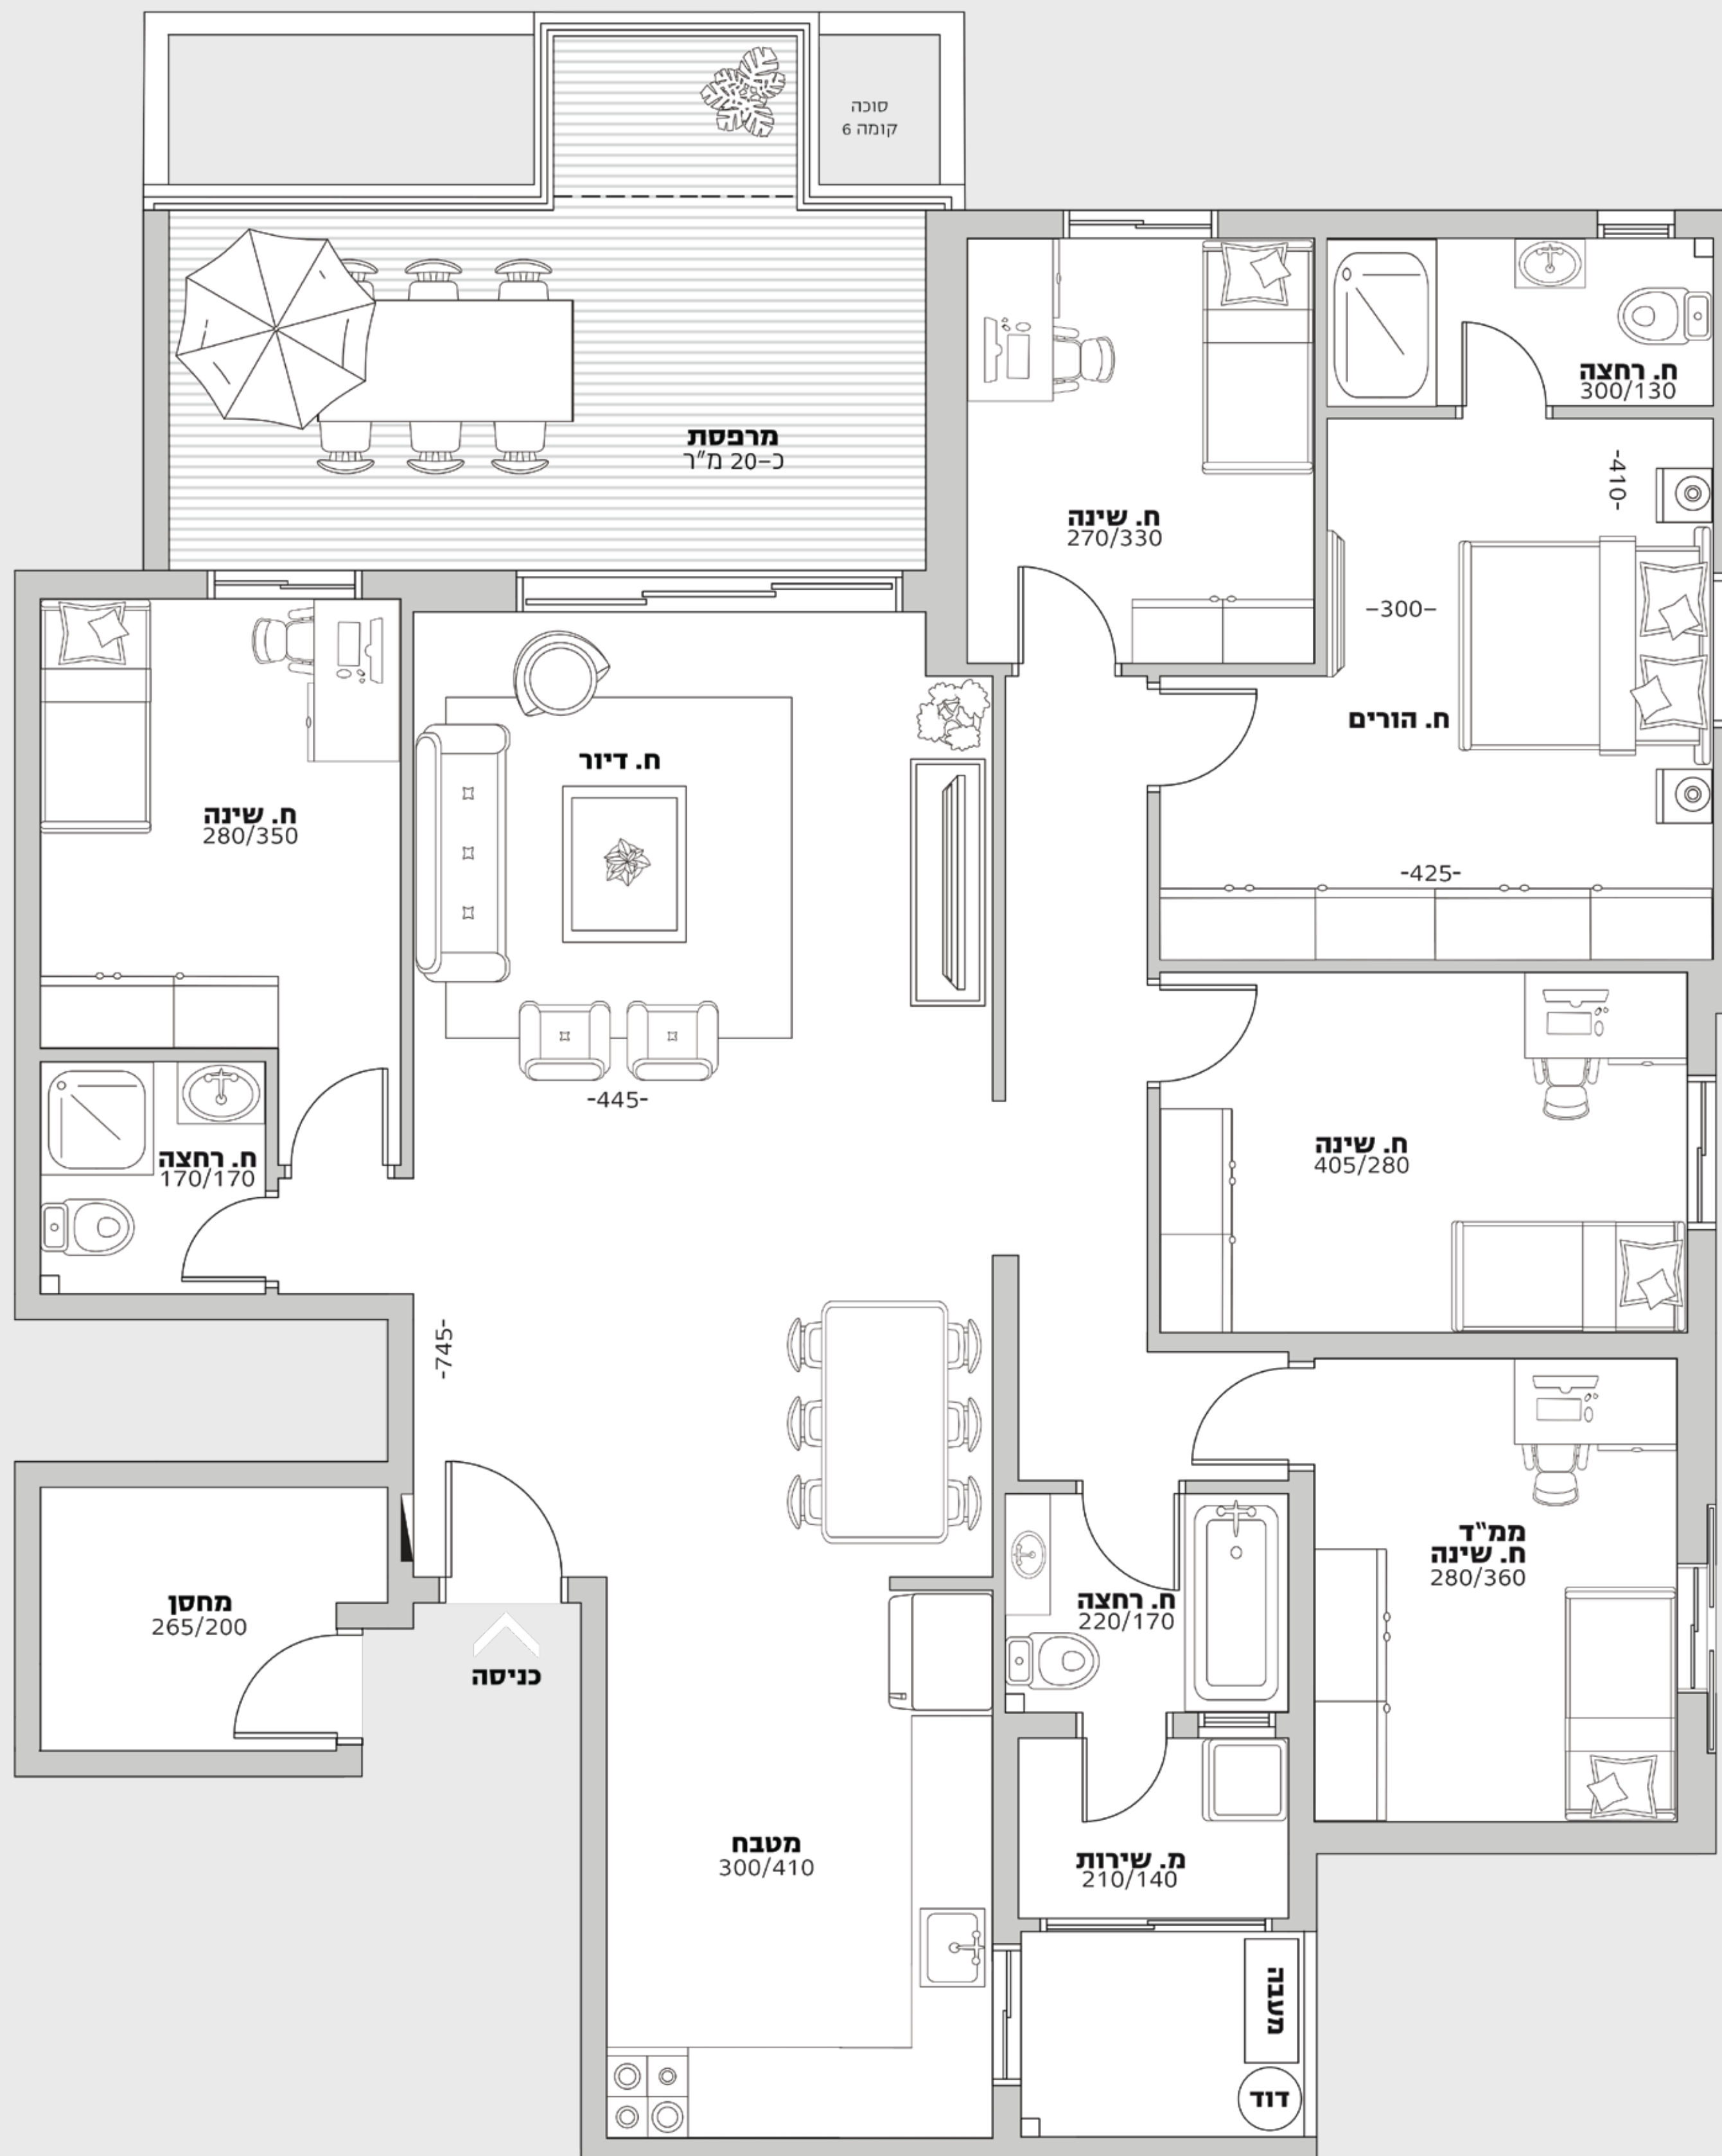 סוכה
קומה 6
ח. רחצה
300/130
מרפסת
כ-20 מ"ר
-410-
ח. שינה
270/330
-300-
ח. הורים
ח. דיור
ח. שינה
280/350
-425-
-445-
ח. שינה
405/280
ח. רחצה
170/170
-745-
ממ"ד
ח. שינה
280/360
מחסן
265/200
ח. רחצה
220/170
כניסה
מטבח
300/410
מ. שירות
210/140
מעבה
דוד